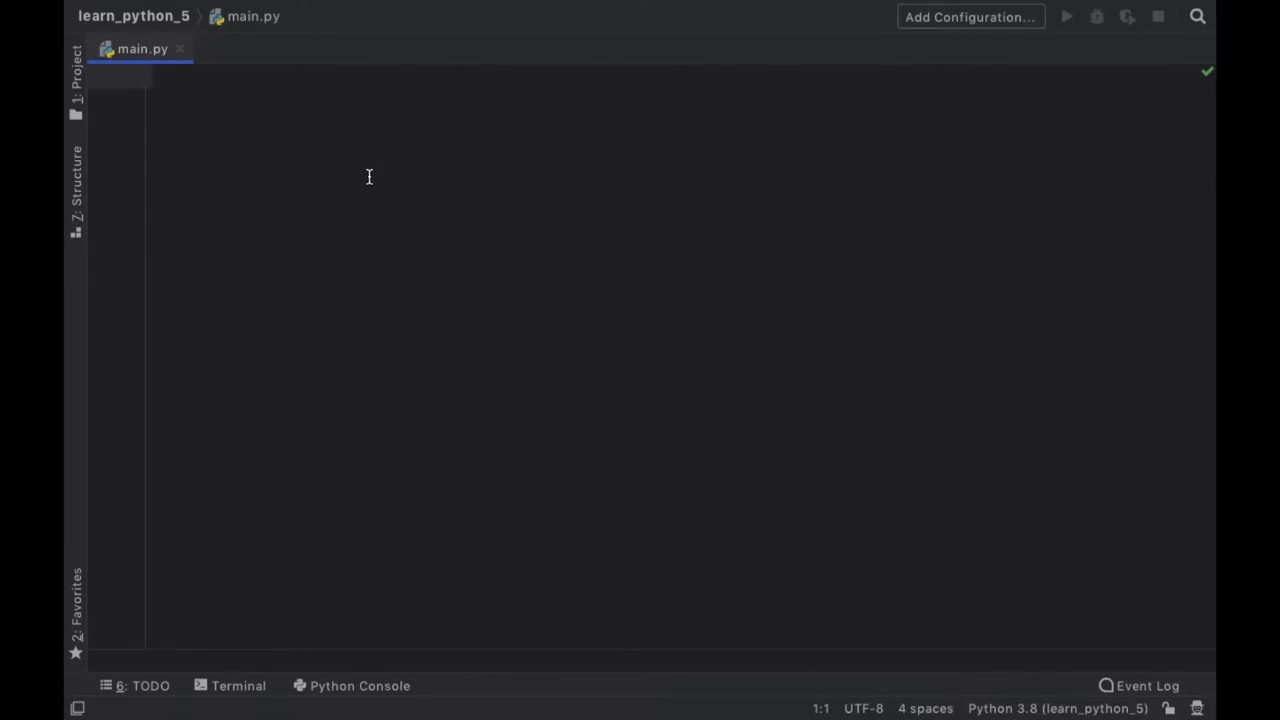 learn_python_5 main.py Add Configuration...
main.py
1: Project
7: Structure
2: Favorites
6: TODO Terminal Python Console Event Log
1:1 UTF-8 4 spaces Python 3.8 (learn_python_5)